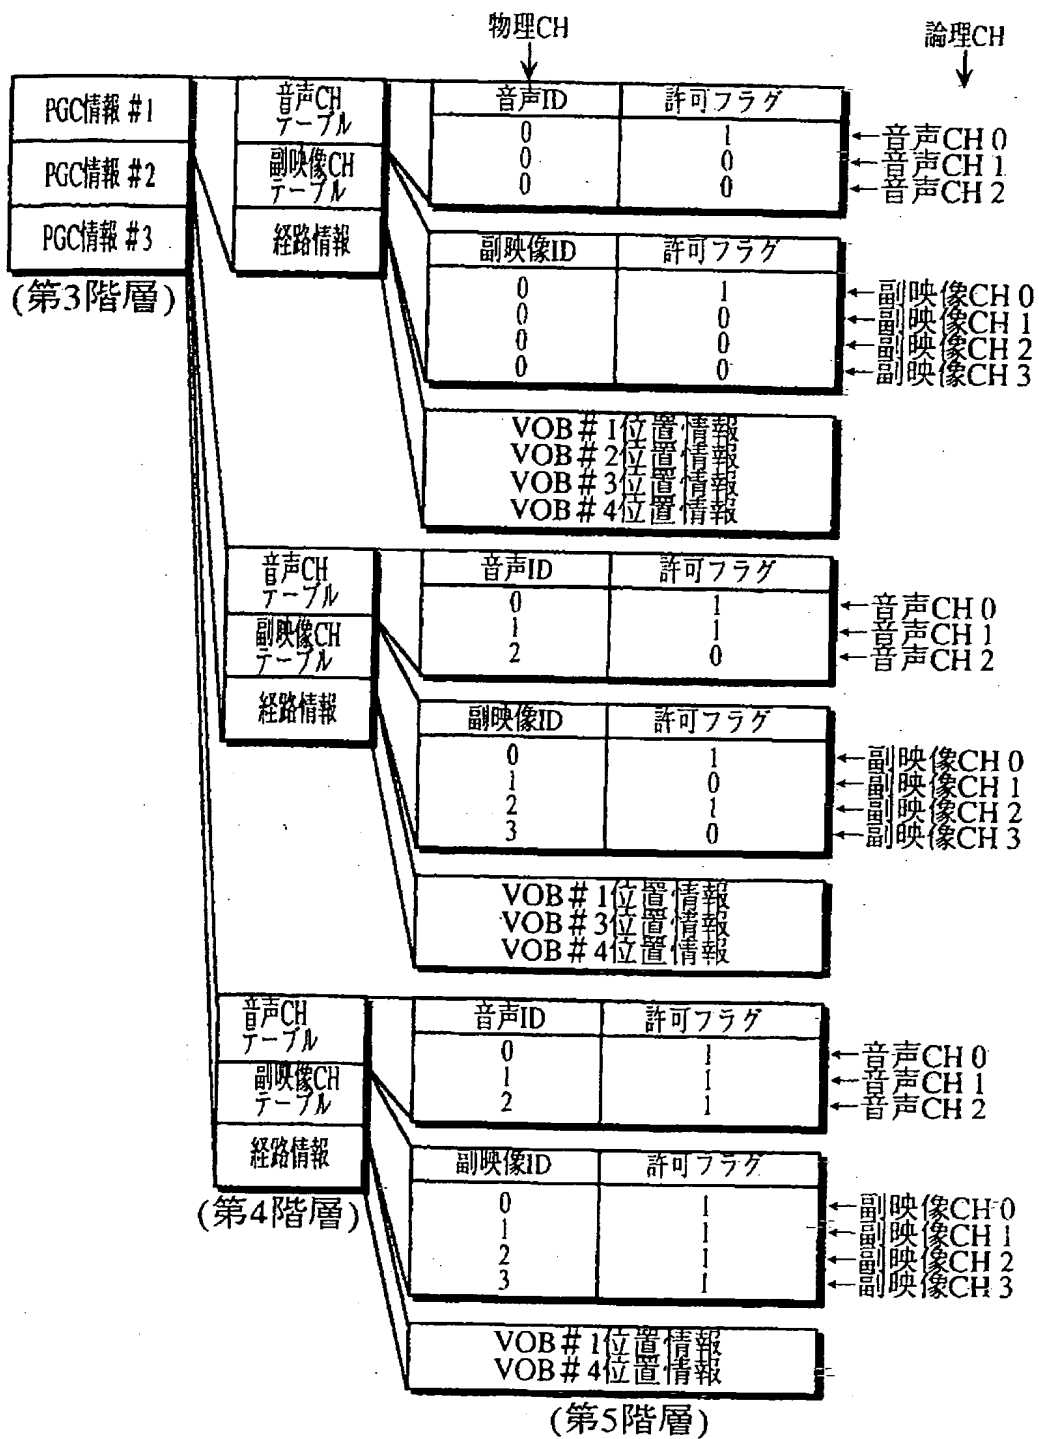 物理CH
論理CH
PGC情報 #1
PGC情報 #2
PGC情報 #3
(第3階層)
音声CH
テーブル
副映像CH
テーブル
経路情報
音声ID 許可フラグ
0 1 ←音声CH 0
0 0 ←音声CH 1
0 0 ←音声CH 2
副映像ID 許可フラグ
0 1 ←副映像CH 0
0 0 ←副映像CH 1
0 0 ←副映像CH 2
0 0 ←副映像CH 3
VOB#1位置情報
VOB#2位置情報
VOB#3位置情報
VOB#4位置情報
音声CH
テーブル
副映像CH
テーブル
経路情報
音声ID 許可フラグ
0 1 ←音声CH 0
1 1 ←音声CH 1
2 0 ←音声CH 2
副映像ID 許可フラグ
0 1 ←副映像CH 0
1 0 ←副映像CH 1
2 1 ←副映像CH 2
3 0 ←副映像CH 3
VOB#1位置情報
VOB#3位置情報
VOB#4位置情報
音声CH
テーブル
副映像CH
テーブル
経路情報
(第4階層)
音声ID 許可フラグ
0 1 ←音声CH 0
1 1 ←音声CH 1
2 1 ←音声CH 2
副映像ID 許可フラグ
0 1 ←副映像CH 0
1 1 ←副映像CH 1
2 1 ←副映像CH 2
3 1 ←副映像CH 3
VOB#1位置情報
VOB#4位置情報
(第5階層)